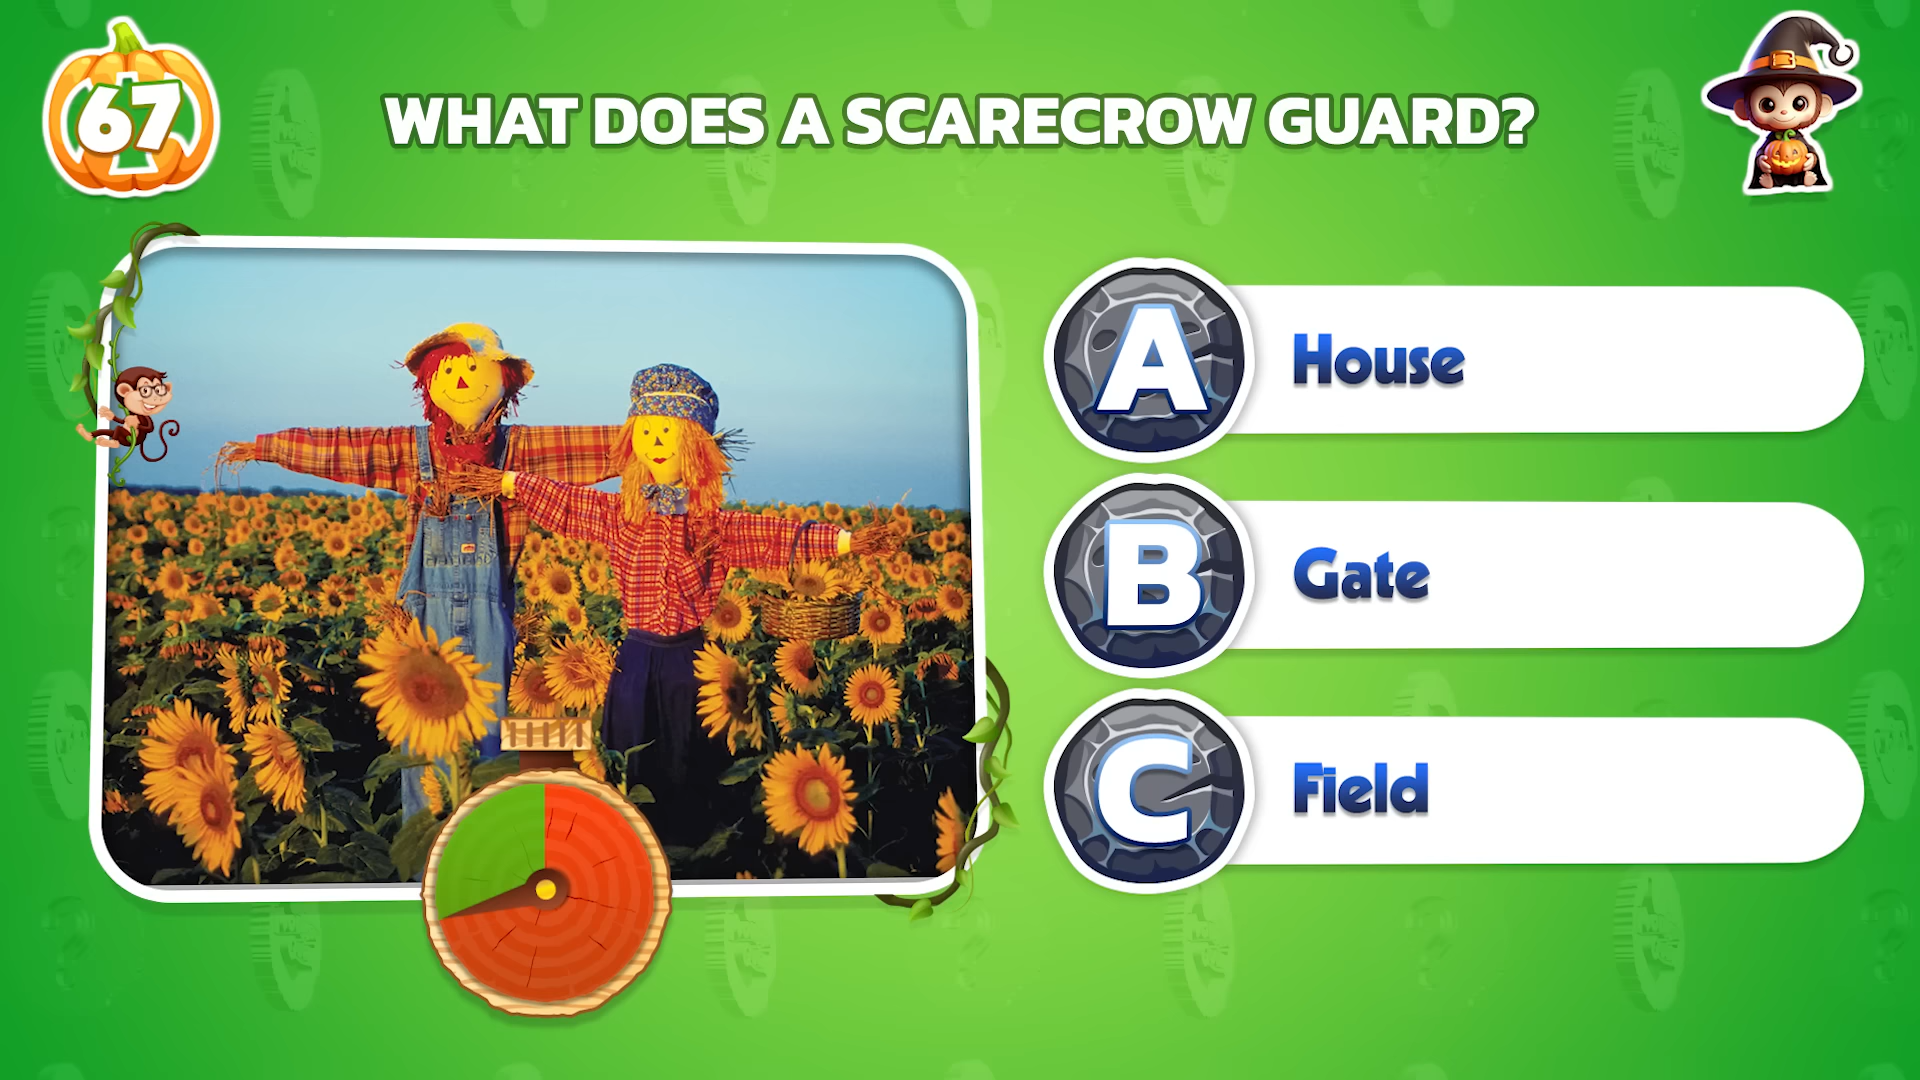 67
WHAT DOES A SCARECROW GUARD?
A House
B Gate
C Field